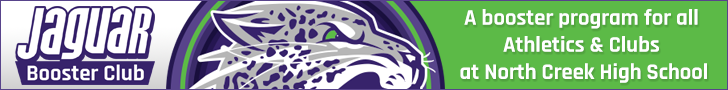 JAGUAR
Booster Club
A booster program for all
Athletics & Clubs
at North Creek High School